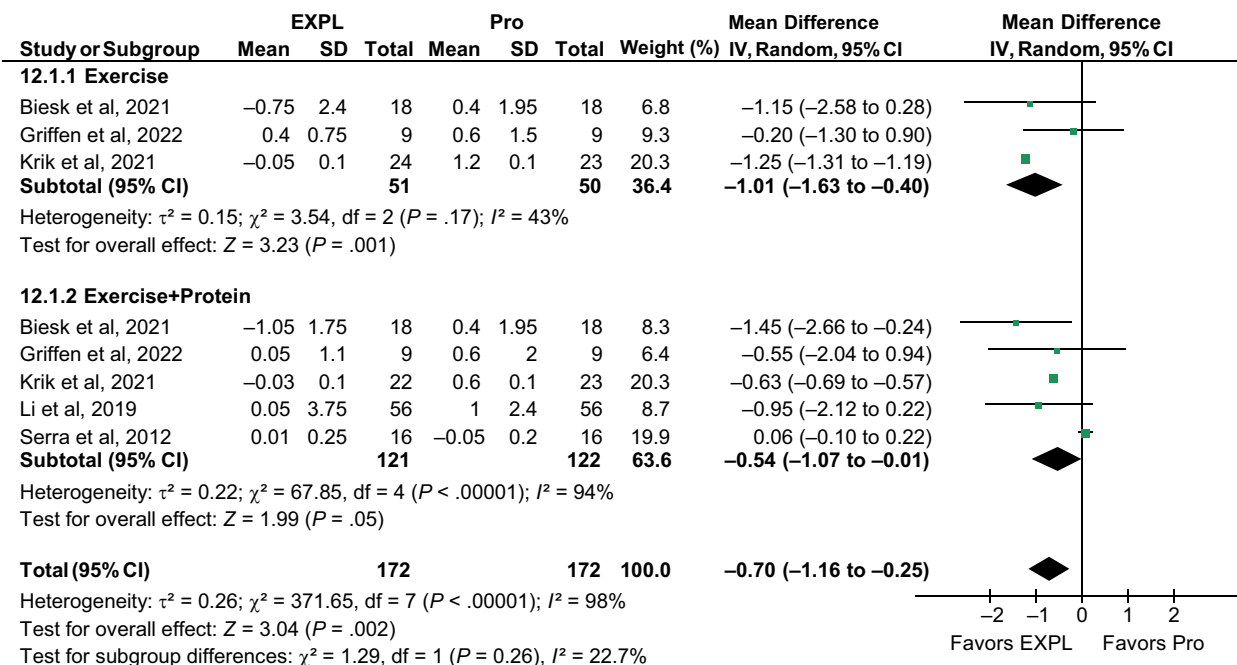 EXPL Pro Mean Difference Mean Difference
Study or Subgroup Mean SD Total Mean SD Total Weight (%) IV, Random, 95% CI IV, Random, 95% CI
12.1.1 Exercise
Biesk et al, 2021 –0.75 2.4 18 0.4 1.95 18 6.8 –1.15 (–2.58 to 0.28)
Griffen et al, 2022 0.4 0.75 9 0.6 1.5 9 9.3 –0.20 (–1.30 to 0.90)
Krik et al, 2021 –0.05 0.1 24 1.2 0.1 23 20.3 –1.25 (–1.31 to –1.19)
Subtotal (95% CI) 51 50 36.4 –1.01 (–1.63 to –0.40)
Heterogeneity: τ² = 0.15; χ² = 3.54, df = 2 (P = .17); I² = 43%
Test for overall effect: Z = 3.23 (P = .001)
12.1.2 Exercise+Protein
Biesk et al, 2021 –1.05 1.75 18 0.4 1.95 18 8.3 –1.45 (–2.66 to –0.24)
Griffen et al, 2022 0.05 1.1 9 0.6 2 9 6.4 –0.55 (–2.04 to 0.94)
Krik et al, 2021 –0.03 0.1 22 0.6 0.1 23 20.3 –0.63 (–0.69 to –0.57)
Li et al, 2019 0.05 3.75 56 1 2.4 56 8.7 –0.95 (–2.12 to 0.22)
Serra et al, 2012 0.01 0.25 16 –0.05 0.2 16 19.9 0.06 (–0.10 to 0.22)
Subtotal (95% CI) 121 122 63.6 –0.54 (–1.07 to –0.01)
Heterogeneity: τ² = 0.22; χ² = 67.85, df = 4 (P < .00001); I² = 94%
Test for overall effect: Z = 1.99 (P = .05)
Total (95% CI) 172 172 100.0 –0.70 (–1.16 to –0.25)
Heterogeneity: τ² = 0.26; χ² = 371.65, df = 7 (P < .00001); I² = 98%
Test for overall effect: Z = 3.04 (P = .002)
Test for subgroup differences: χ² = 1.29, df = 1 (P = 0.26), I² = 22.7%
–2 –1 0 1 2
Favors EXPL Favors Pro